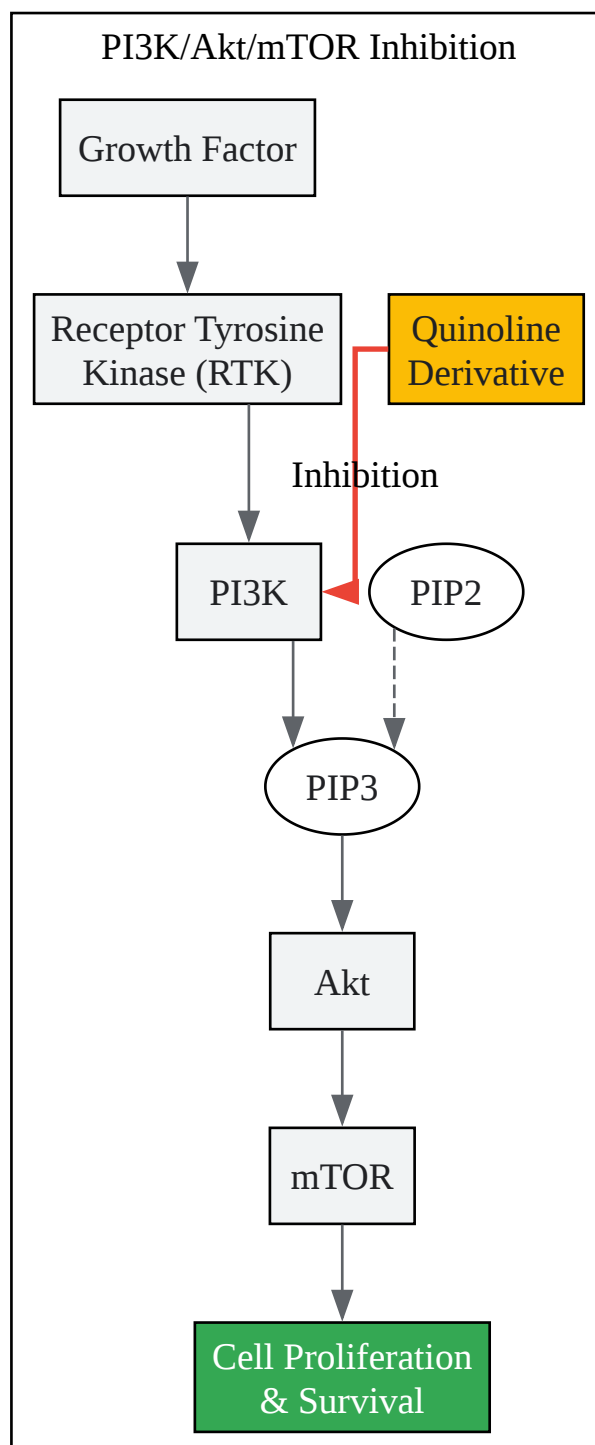 PI3K/Akt/mTOR Inhibition
Growth Factor
Receptor Tyrosine
Kinase (RTK)
Quinoline
Derivative
Inhibition
PI3K
PIP2
PIP3
Akt
mTOR
Cell Proliferation
& Survival